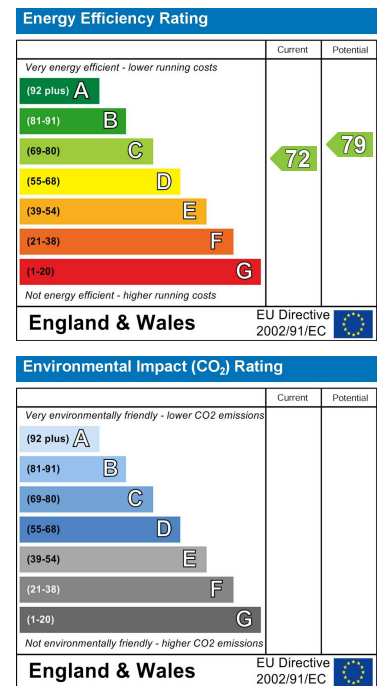 Energy Efficiency Rating
Current Potential
Very energy efficient - lower running costs
(92 plus) A
(81-91) B
(69-80) C
(55-68) D
(39-54) E
(21-38) F
(1-20) G
72
79
Not energy efficient - higher running costs
England & Wales
EU Directive
2002/91/EC
Environmental Impact (CO₂) Rating
Current Potential
Very environmentally friendly - lower CO2 emissions
(92 plus) A
(81-91) B
(69-80) C
(55-68) D
(39-54) E
(21-38) F
(1-20) G
Not environmentally friendly - higher CO2 emissions
England & Wales
EU Directive
2002/91/EC